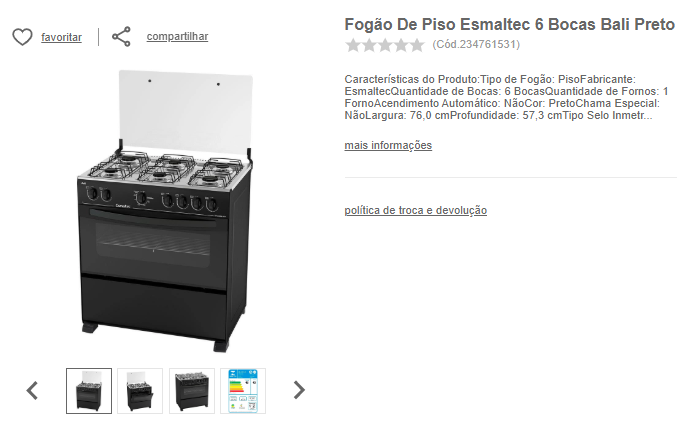 favoritar
compartilhar
Fogão De Piso Esmaltec 6 Bocas Bali Preto
(Cód.234761531)
Características do Produto:Tipo de Fogão: PisoFabricante:
EsmaltecQuantidade de Bocas: 6 BocasQuantidade de Fornos: 1
FornoAcendimento Automático: NãoCor: PretoChama Especial:
NãoLargura: 76,0 cmProfundidade: 57,3 cmTipo Selo Inmetr...
mais informações
política de troca e devolução